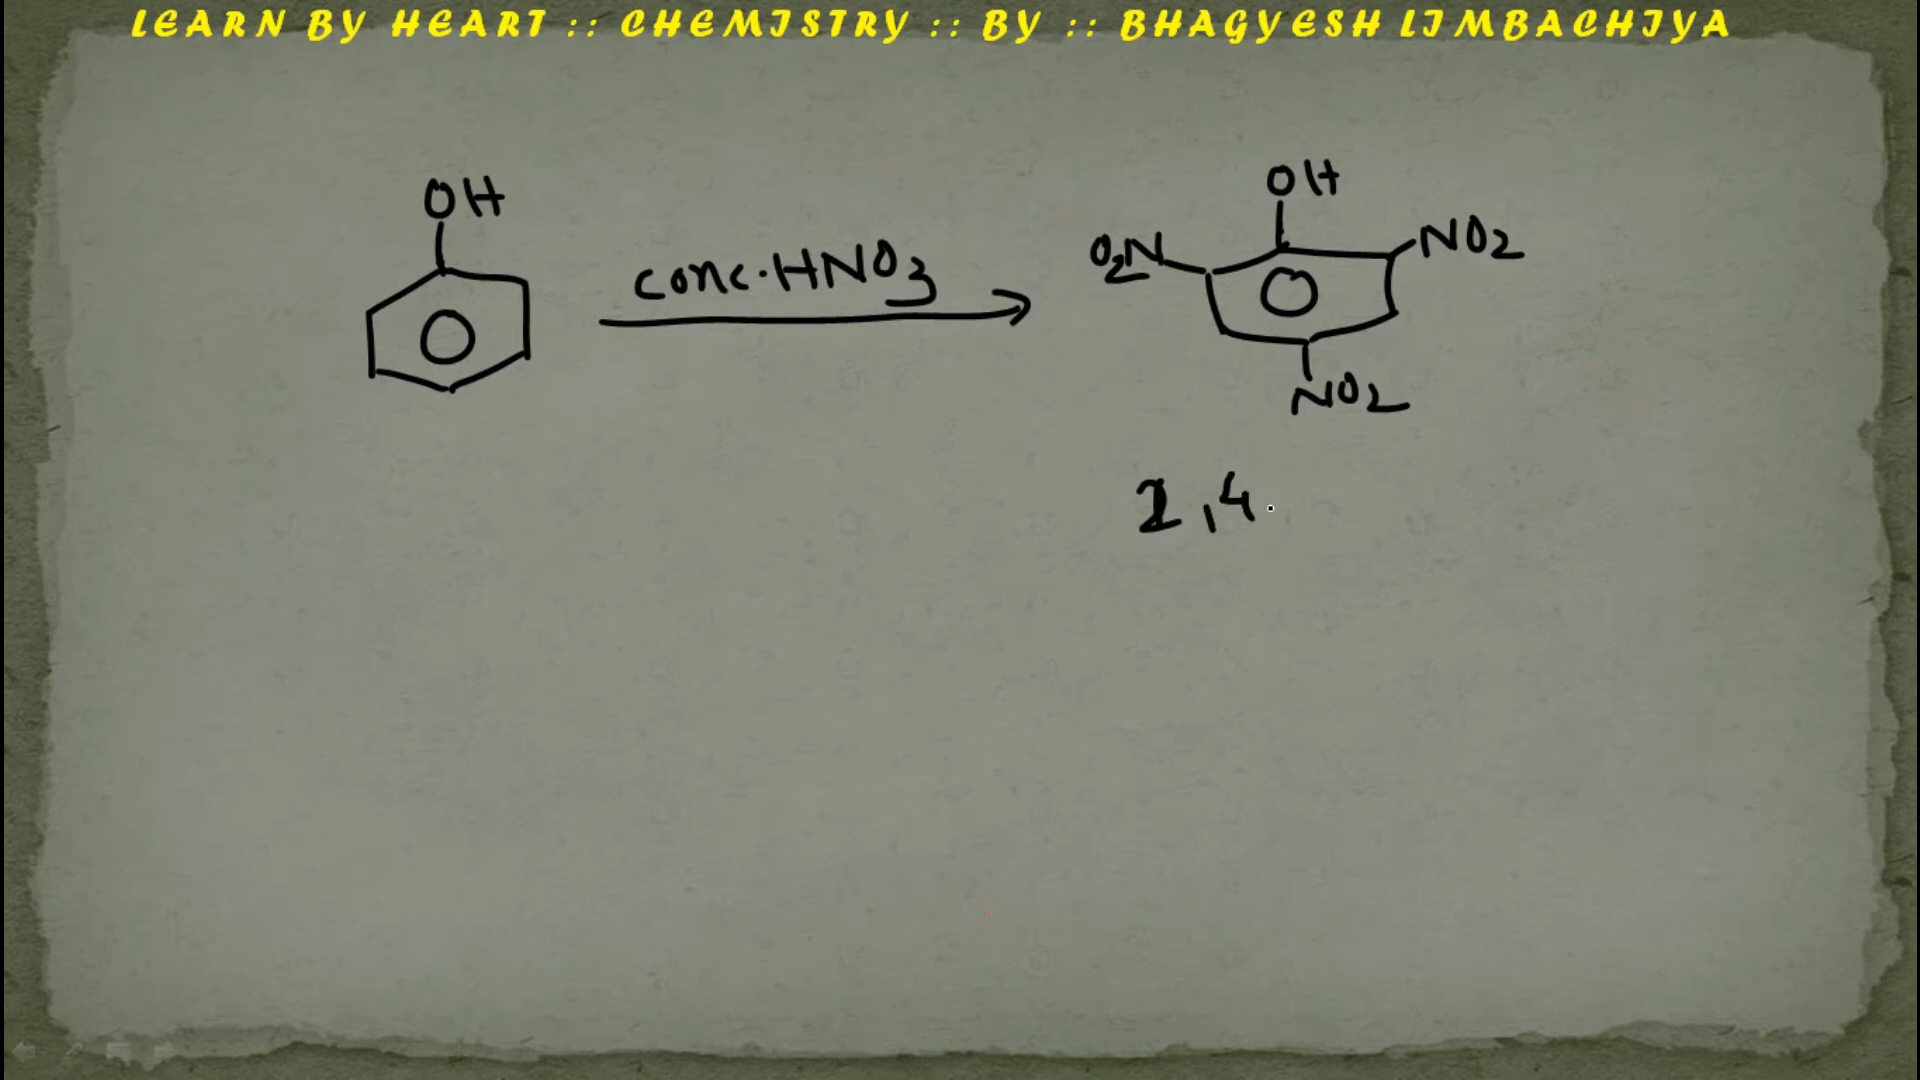 LEARN BY HEART :: CHEMISTRY :: BY :: BHAGYESH LIMBACHIYA
OH
conc. HNO3
OH
O2N
NO2
NO2
2,4